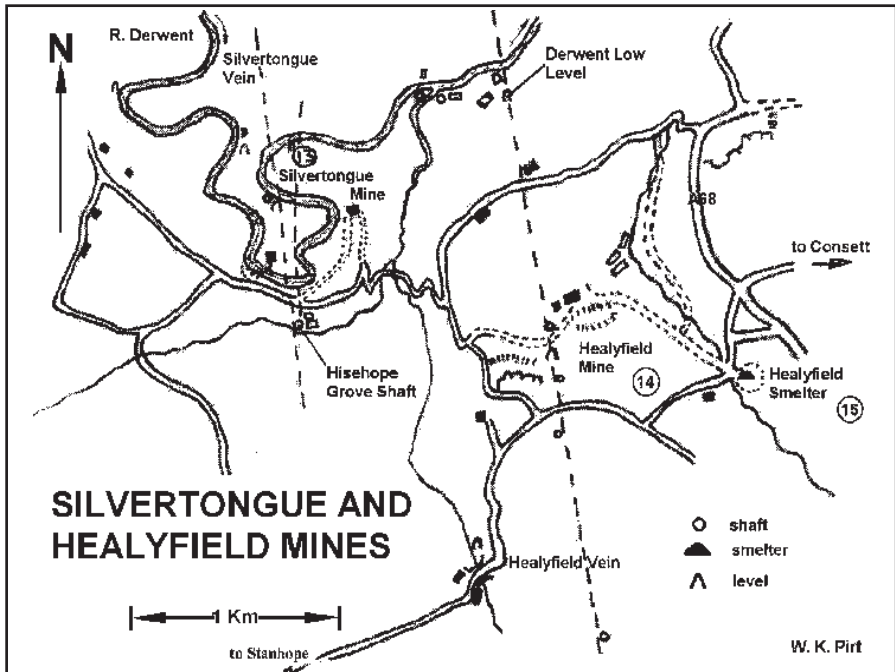 N
R. Derwent
Silvertongue
Vein
Derwent Low
Level
13
Silvertongue
Mine
A68
to Consett
Hisehope
Grove Shaft
Healyfield
Mine
14
Healyfield
Smelter
15
SILVERTONGUE AND
HEALYFIELD MINES
1 Km
to Stanhope
Healyfield Vein
shaft
smelter
level
W. K. Pirt